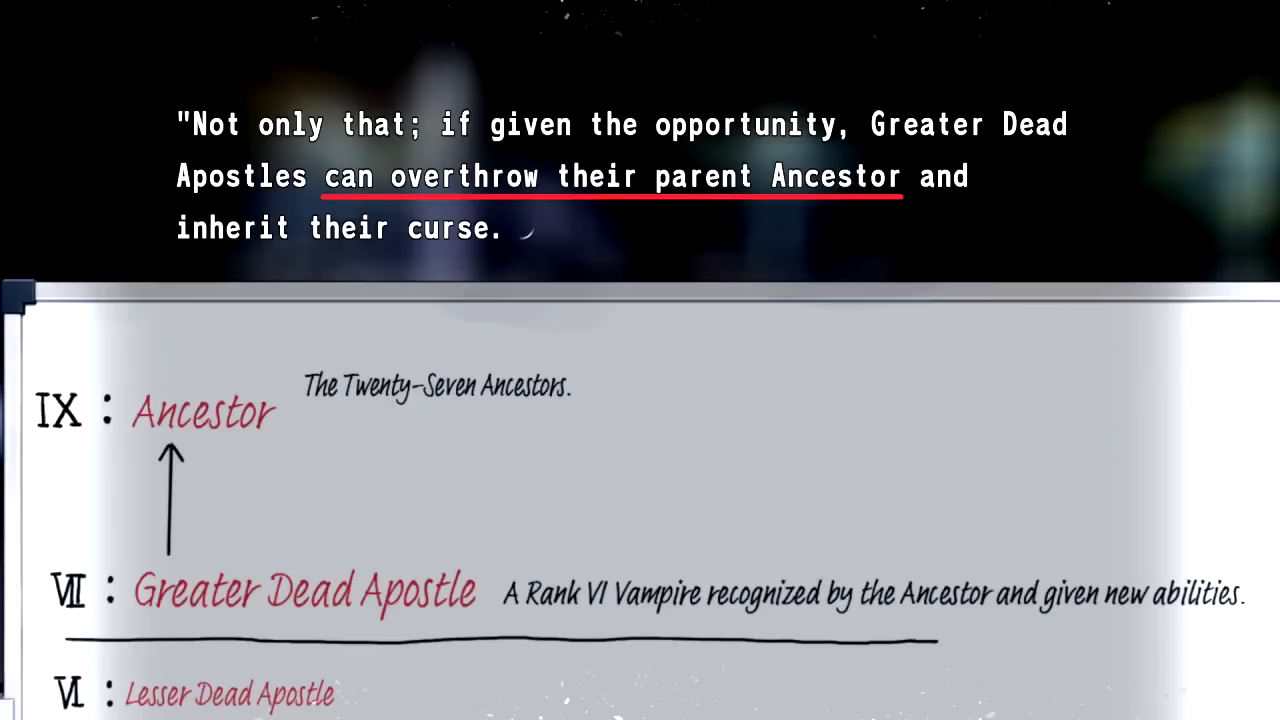 "Not only that; if given the opportunity, Greater Dead
Apostles can overthrow their parent Ancestor and
inherit their curse.
The Twenty-Seven Ancestors.
IX : Ancestor
VII : Greater Dead Apostle A Rank VI Vampire recognized by the Ancestor and given new abilities.
VI : Lesser Dead Apostle